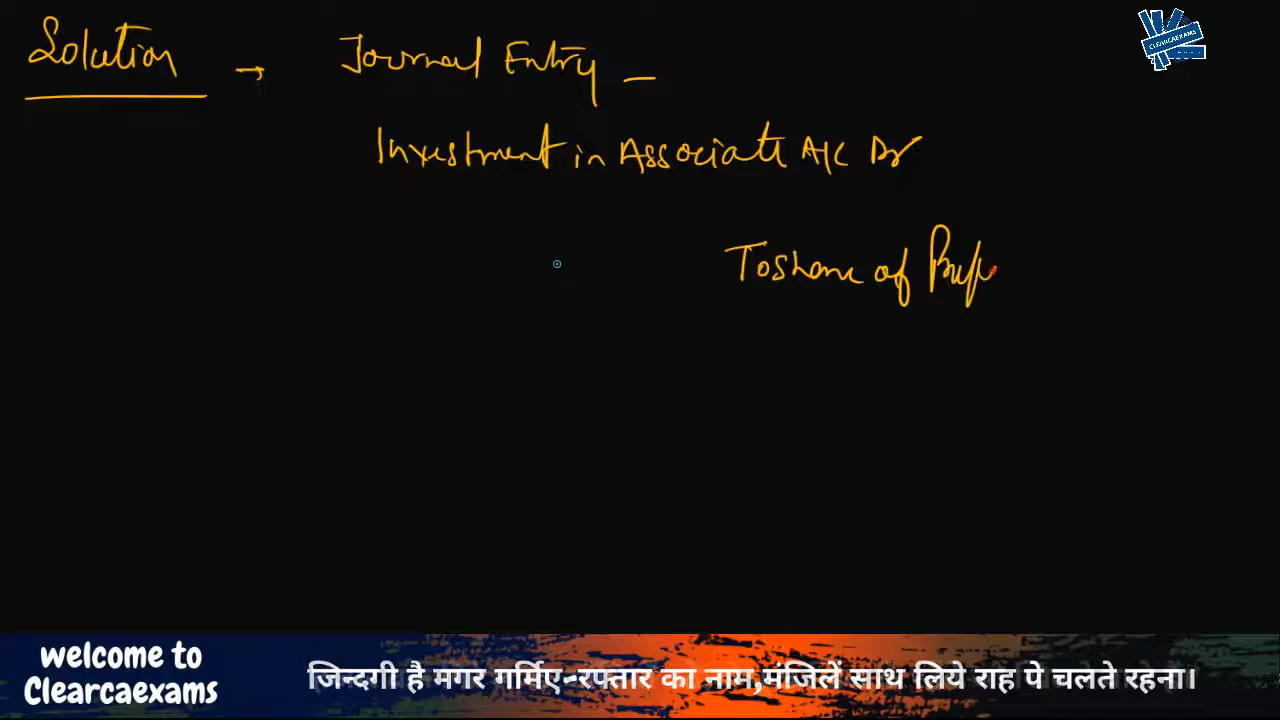 Solution → Journal Entry –
CLEARCAEXAMS
Investment in Associate A/C Dr
To Share of
welcome to
Clearcaexams
जिन्दगी है मगर गर्मिए-रफ्तार का नाम,मंजिलें साथ लिये राह पे चलते रहना।